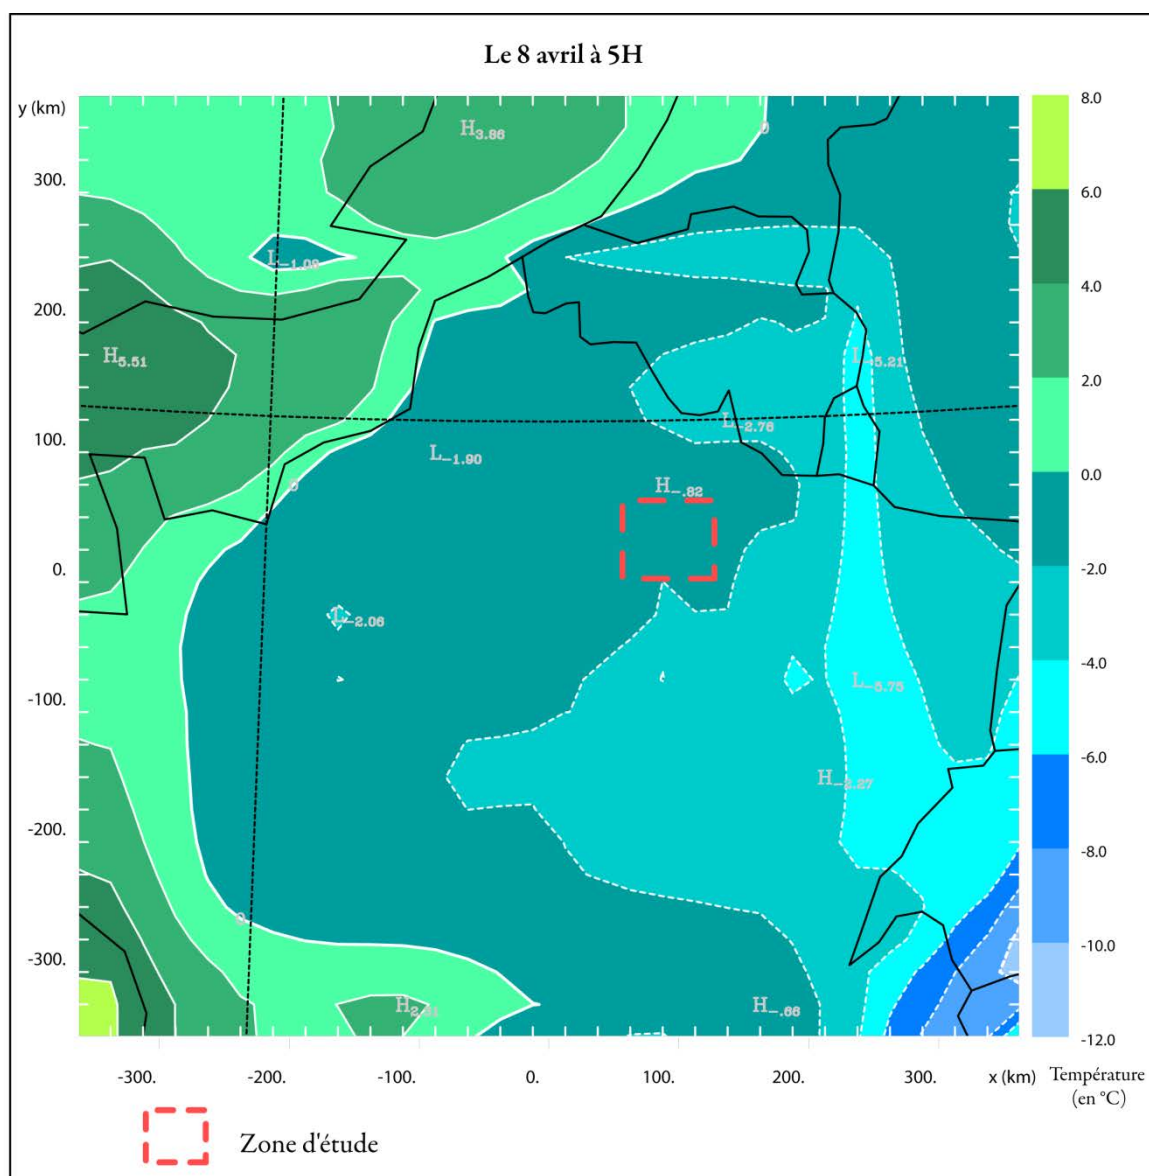 Le 8 avril à 5H
y (km)
8.0
H3.86
0
300.
6.0
L-1.08
4.0
200.
H5.51
L-5.21
2.0
L-2.76
100.
L-1.90
0.0
0
H-.82
0.
-2.0
L-2.06
-4.0
L-5.75
-100.
-6.0
H-2.27
-200.
-8.0
0
-10.0
-300.
H-.66
-12.0
-300. -200. -100. 0. 100. 200. 300. x (km)
Température
(en °C)
Zone d'étude